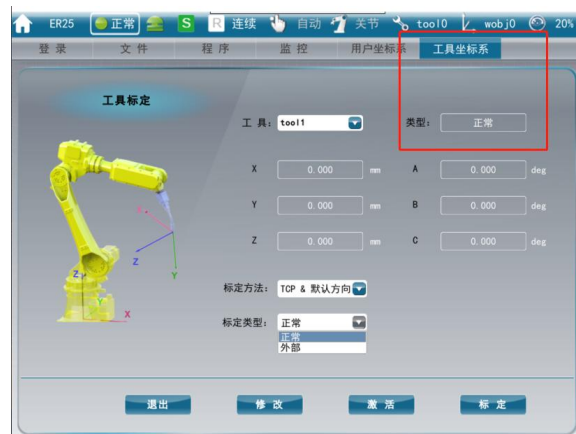 ER25 正常 S R 连续 自动 关节 tool0 wobj0 20%
登录 文件 程序 监控 用户坐标系 工具坐标系
工具标定
工 具: tool1 类型: 正常
X 0.000 mm A 0.000 deg
Y 0.000 mm B 0.000 deg
Z 0.000 mm C 0.000 deg
X
Z
Y
Z
Y
X
标定方法: TCP & 默认方向
标定类型: 正常
正常
外部
退出 修改 激活 标定